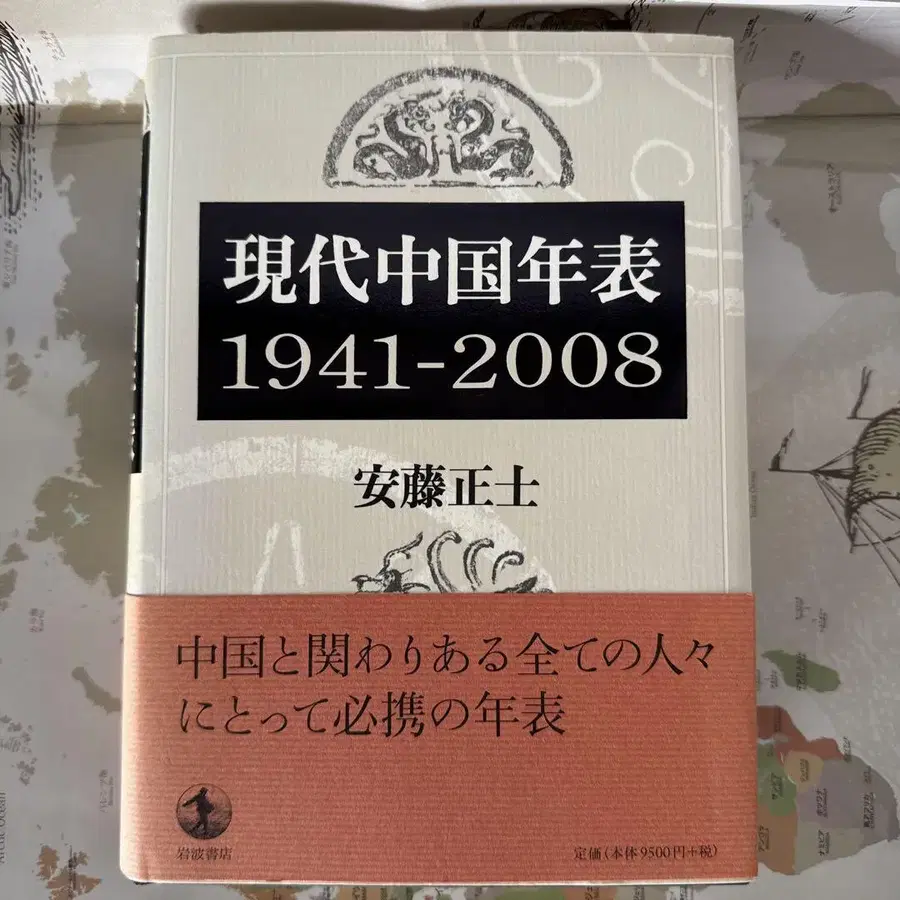 現代中国年表
1941-2008
安藤正士
中国と関わりある全ての人々
にとって必携の年表
岩波書店
定価(本体9500円+税)